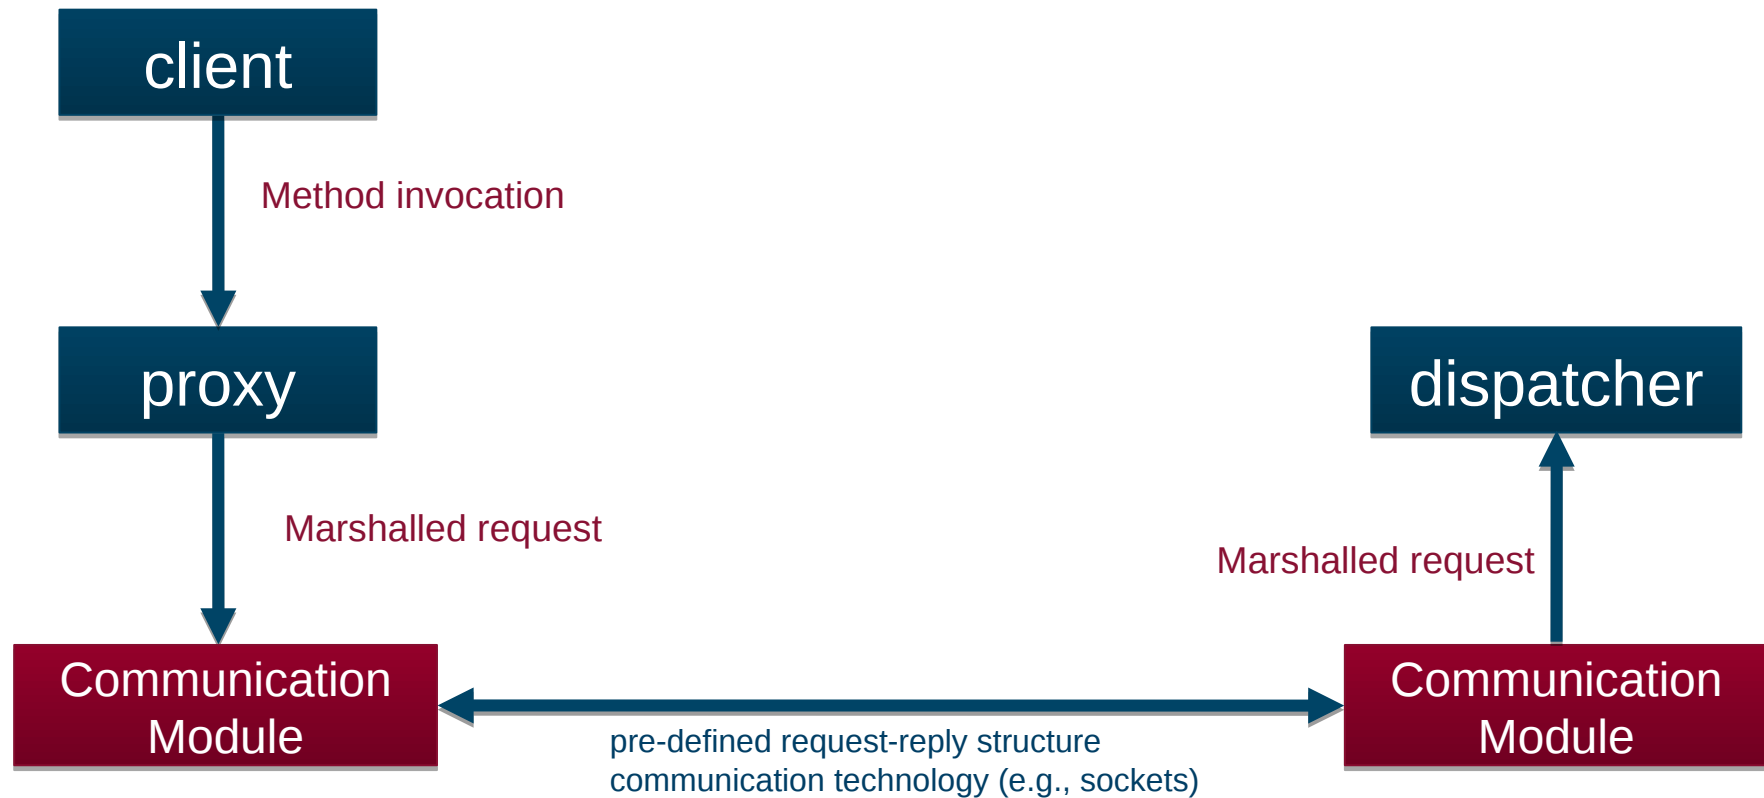 client
Method invocation
proxy
dispatcher
Marshalled request
Marshalled request
Communication
Module
Communication
Module
pre-defined request-reply structure
communication technology (e.g., sockets)